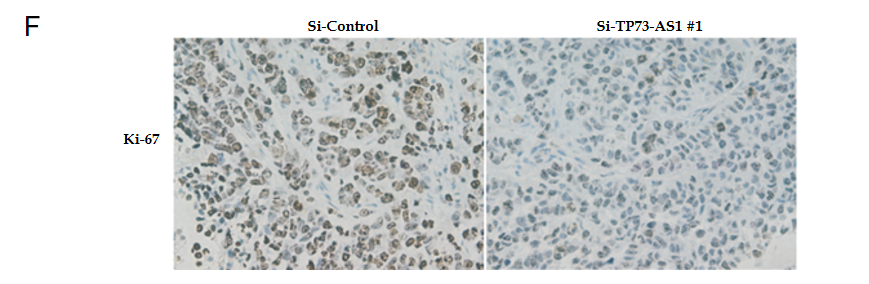 F
Si-Control Si-TP73-AS1 #1
Ki-67